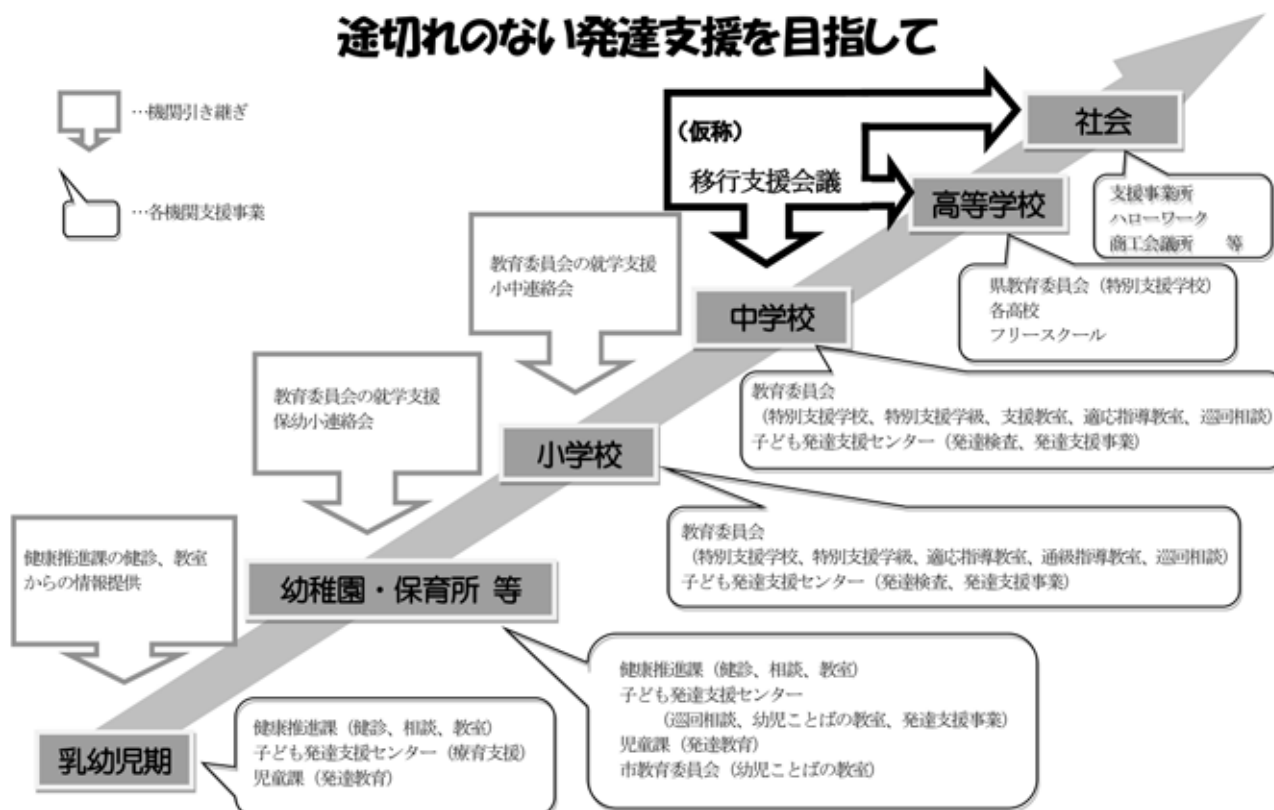 途切れのない発達支援を目指して
…機関引き継ぎ
…各機関支援事業
（仮称）
移行支援会議
社会
支援事業所
ハローワーク
商工会議所　等
高等学校
県教育委員会（特別支援学校）
各高校
フリースクール
教育委員会の就学支援
小中連絡会
中学校
教育委員会
（特別支援学校、特別支援学級、支援教室、適応指導教室、巡回相談）
子ども発達支援センター（発達検査、発達支援事業）
教育委員会の就学支援
保幼小連絡会
小学校
教育委員会
（特別支援学校、特別支援学級、適応指導教室、通級指導教室、巡回相談）
子ども発達支援センター（発達検査、発達支援事業）
健康推進課の健診、教室
からの情報提供
幼稚園・保育所 等
健康推進課（健診、相談、教室）
子ども発達支援センター
（巡回相談、幼児ことばの教室、発達支援事業）
児童課（発達教育）
市教育委員会（幼児ことばの教室）
乳幼児期
健康推進課（健診、相談、教室）
子ども発達支援センター（療育支援）
児童課（発達教育）